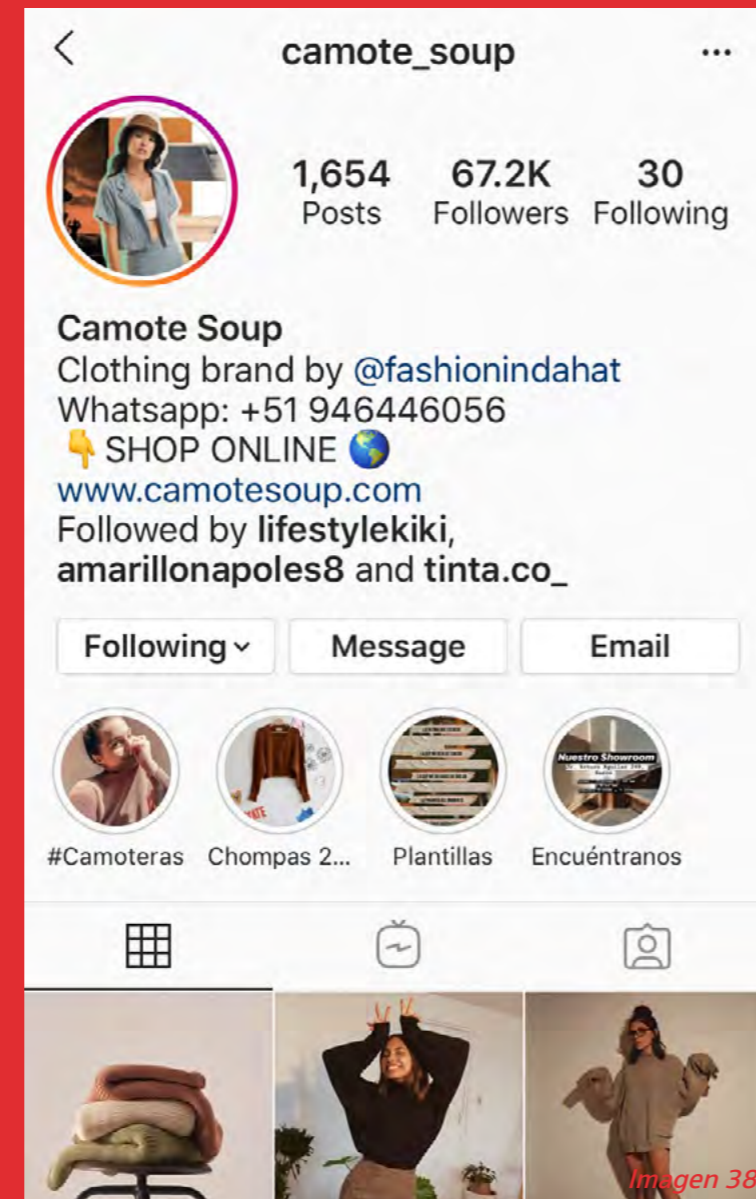 camote_soup
1,654 67.2K 30
Posts Followers Following
Camote Soup
Clothing brand by @fashionindahat
Whatsapp: +51 946446056
👇 SHOP ONLINE 🌎
www.camotesoup.com
Followed by lifestylekiki,
amarillonapoles8 and tinta.co_
Following Message Email
Nuestro Showroom
#Camoteras Chompas 2... Plantillas Encuéntranos
Imagen 38